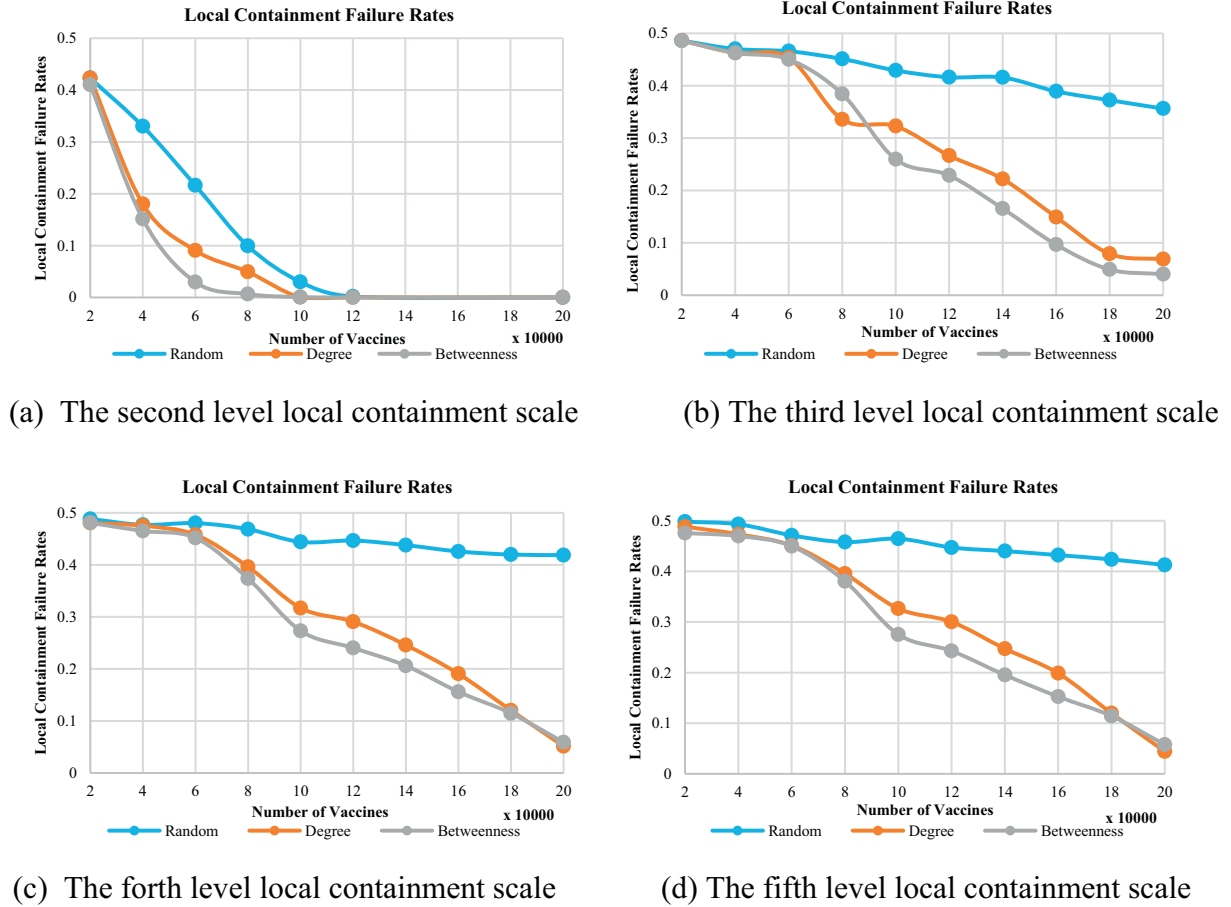 Local Containment Failure Rates
Local Containment Failure Rates
0.5
0.4
0.3
0.2
0.1
0
2 4 6 8 10 12 14 16 18 20
Number of Vaccines
x 10000
Random Degree Betweenness
(a) The second level local containment scale
Local Containment Failure Rates
Local Containment Failure Rates
0.5
0.4
0.3
0.2
0.1
0
2 4 6 8 10 12 14 16 18 20
Number of Vaccines
x 10000
Random Degree Betweenness
(b) The third level local containment scale
Local Containment Failure Rates
Local Containment Failure Rates
0.5
0.4
0.3
0.2
0.1
0
2 4 6 8 10 12 14 16 18 20
Number of Vaccines
x 10000
Random Degree Betweenness
(c) The forth level local containment scale
Local Containment Failure Rates
Local Containment Failure Rates
0.5
0.4
0.3
0.2
0.1
0
2 4 6 8 10 12 14 16 18 20
Number of Vaccines
x 10000
Random Degree Betweenness
(d) The fifth level local containment scale